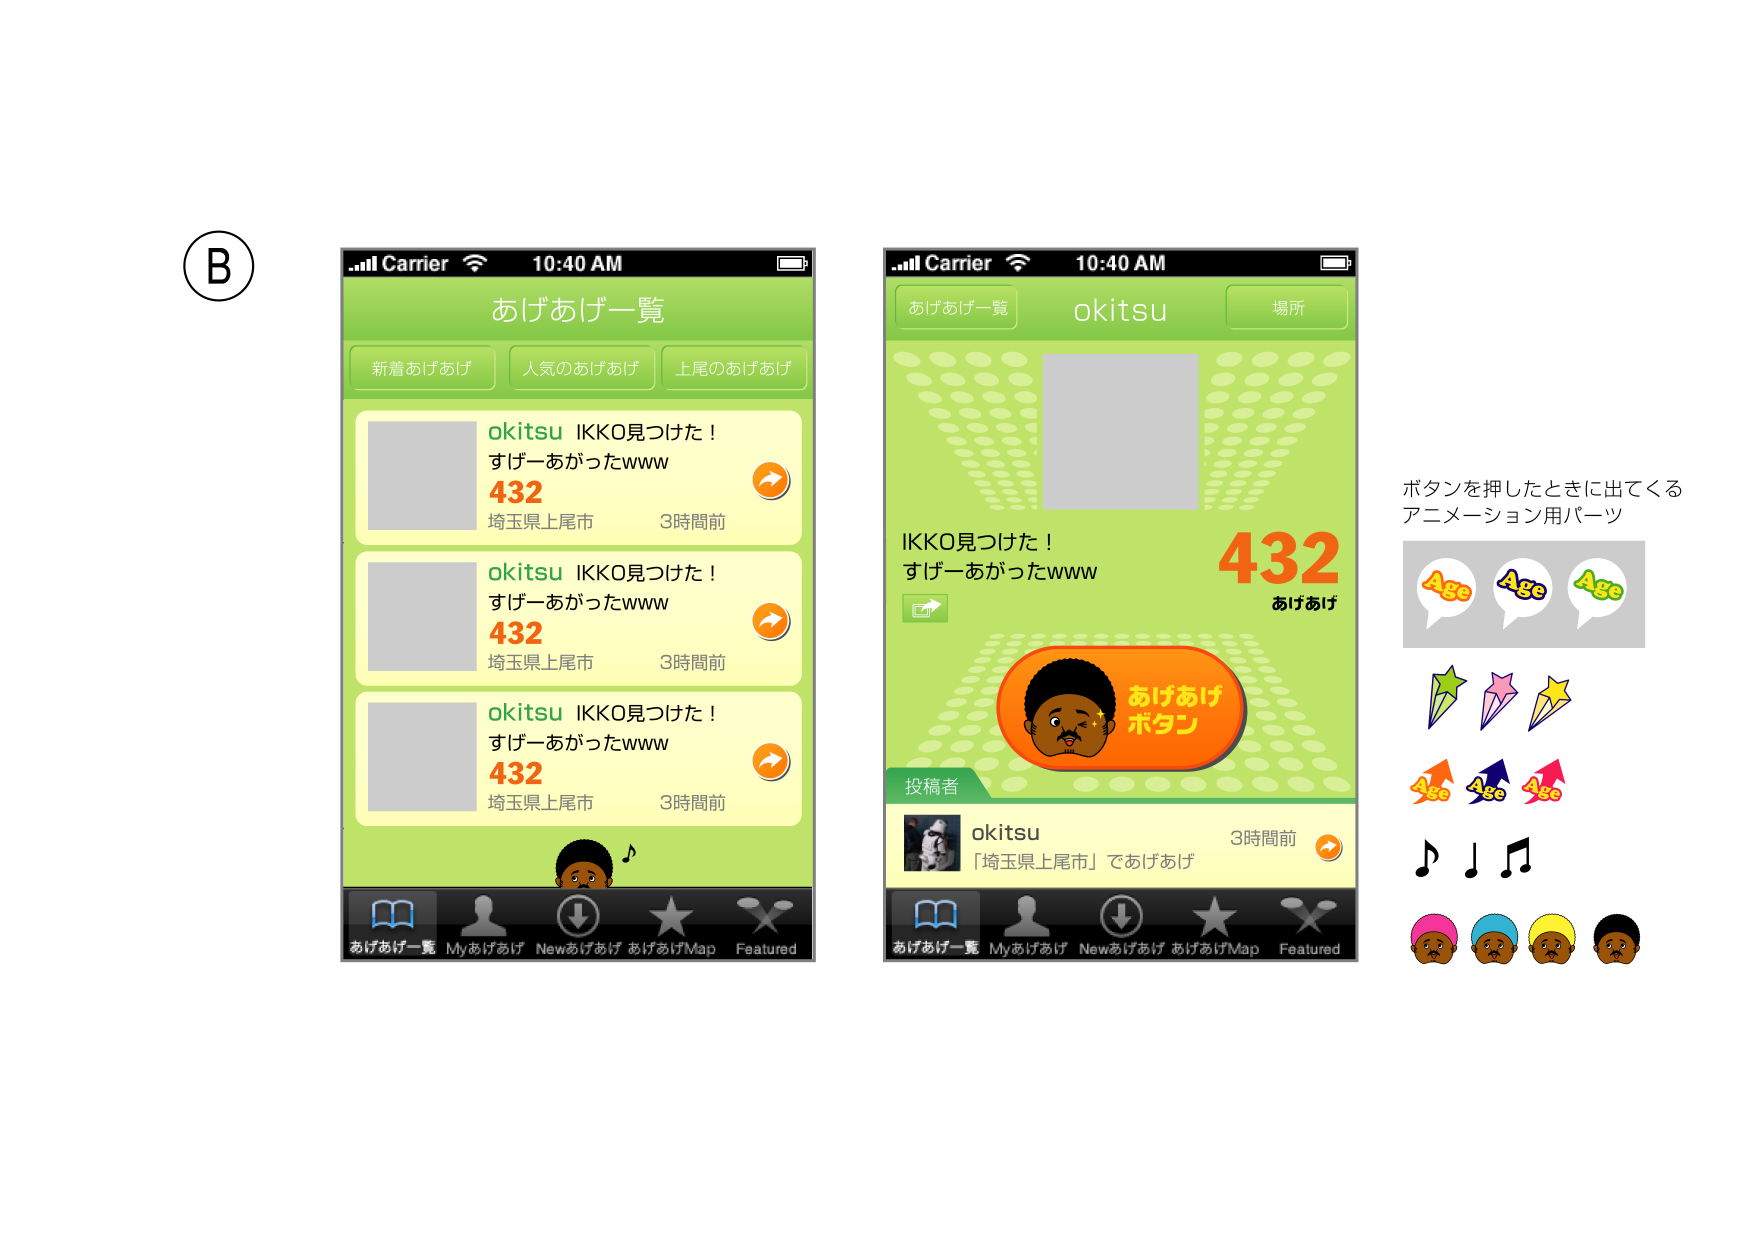 B
Carrier 10:40 AM
あげあげ一覧
新着あげあげ 人気のあげあげ 上尾のあげあげ
okitsu IKKO見つけた！
すげーあがったwww
432
埼玉県上尾市 3時間前
okitsu IKKO見つけた！
すげーあがったwww
432
埼玉県上尾市 3時間前
okitsu IKKO見つけた！
すげーあがったwww
432
埼玉県上尾市 3時間前
あげあげ一覧 Myあげあげ Newあげあげ あげあげMap Featured
Carrier 10:40 AM
あげあげ一覧 okitsu 場所
IKKO見つけた！
すげーあがったwww
432
あげあげ
あげあげ
ボタン
投稿者
okitsu 3時間前
「埼玉県上尾市」であげあげ
あげあげ一覧 Myあげあげ Newあげあげ あげあげMap Featured
ボタンを押したときに出てくる
アニメーション用パーツ
Age Age Age
Age Age Age